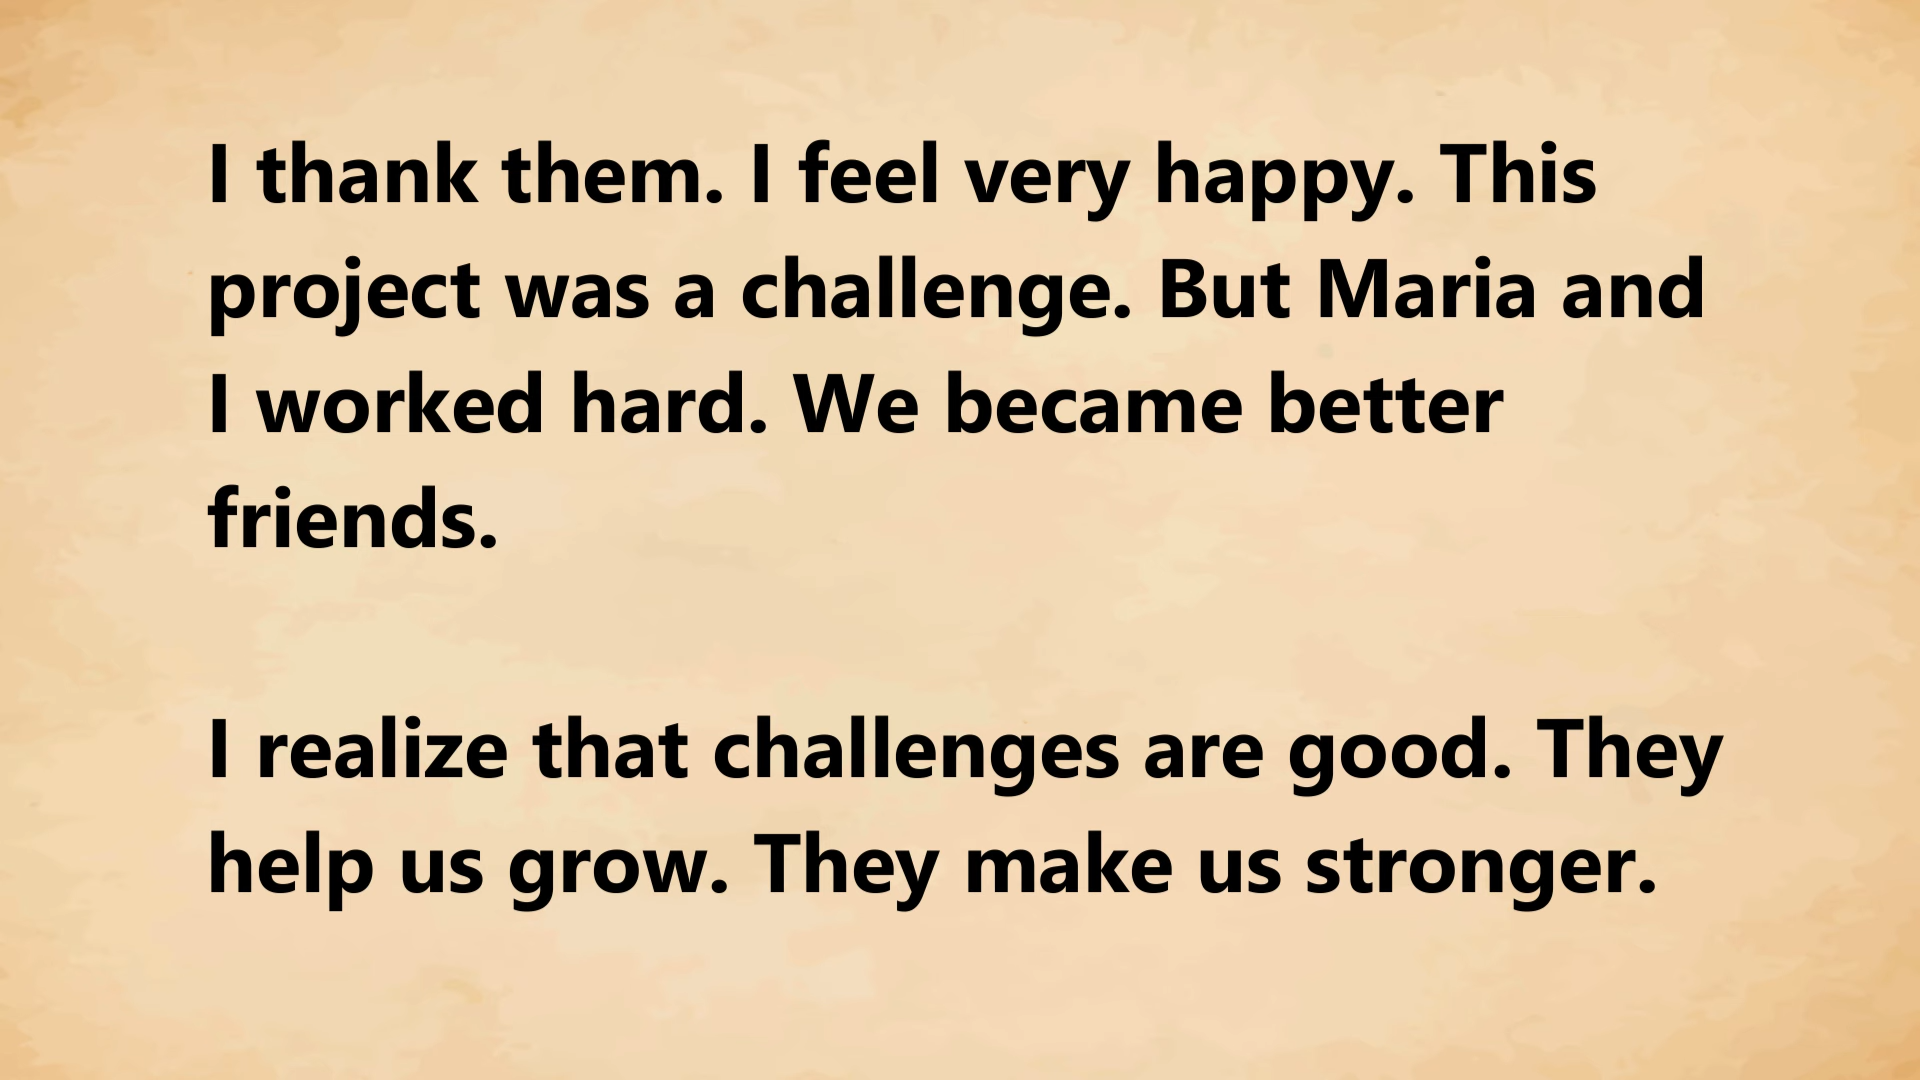 I thank them. I feel very happy. This
project was a challenge. But Maria and
I worked hard. We became better
friends.
I realize that challenges are good. They
help us grow. They make us stronger.